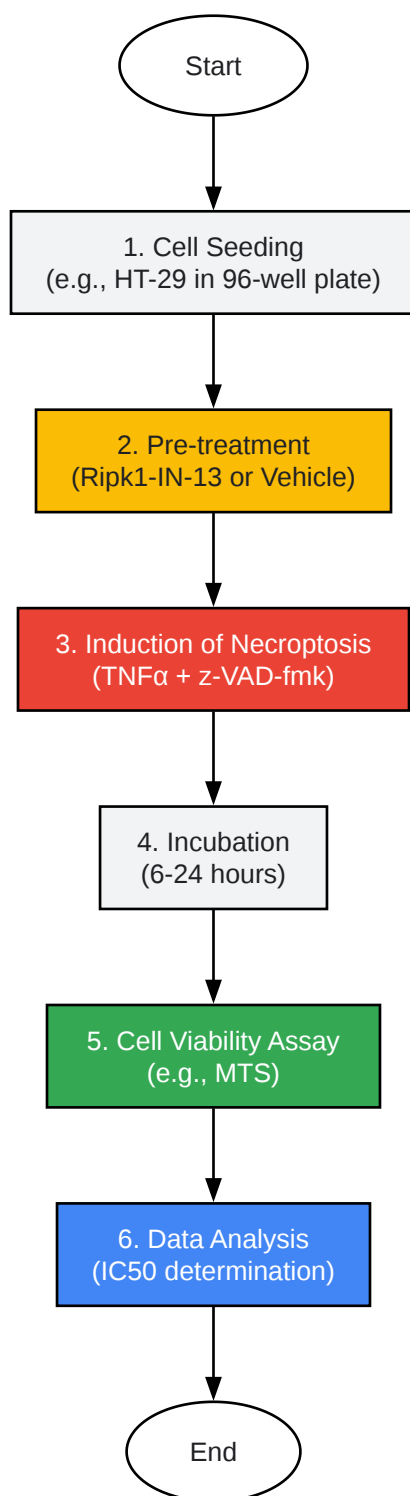 Start
1. Cell Seeding
(e.g., HT-29 in 96-well plate)
2. Pre-treatment
(Ripk1-IN-13 or Vehicle)
3. Induction of Necroptosis
(TNFα + z-VAD-fmk)
4. Incubation
(6-24 hours)
5. Cell Viability Assay
(e.g., MTS)
6. Data Analysis
(IC50 determination)
End